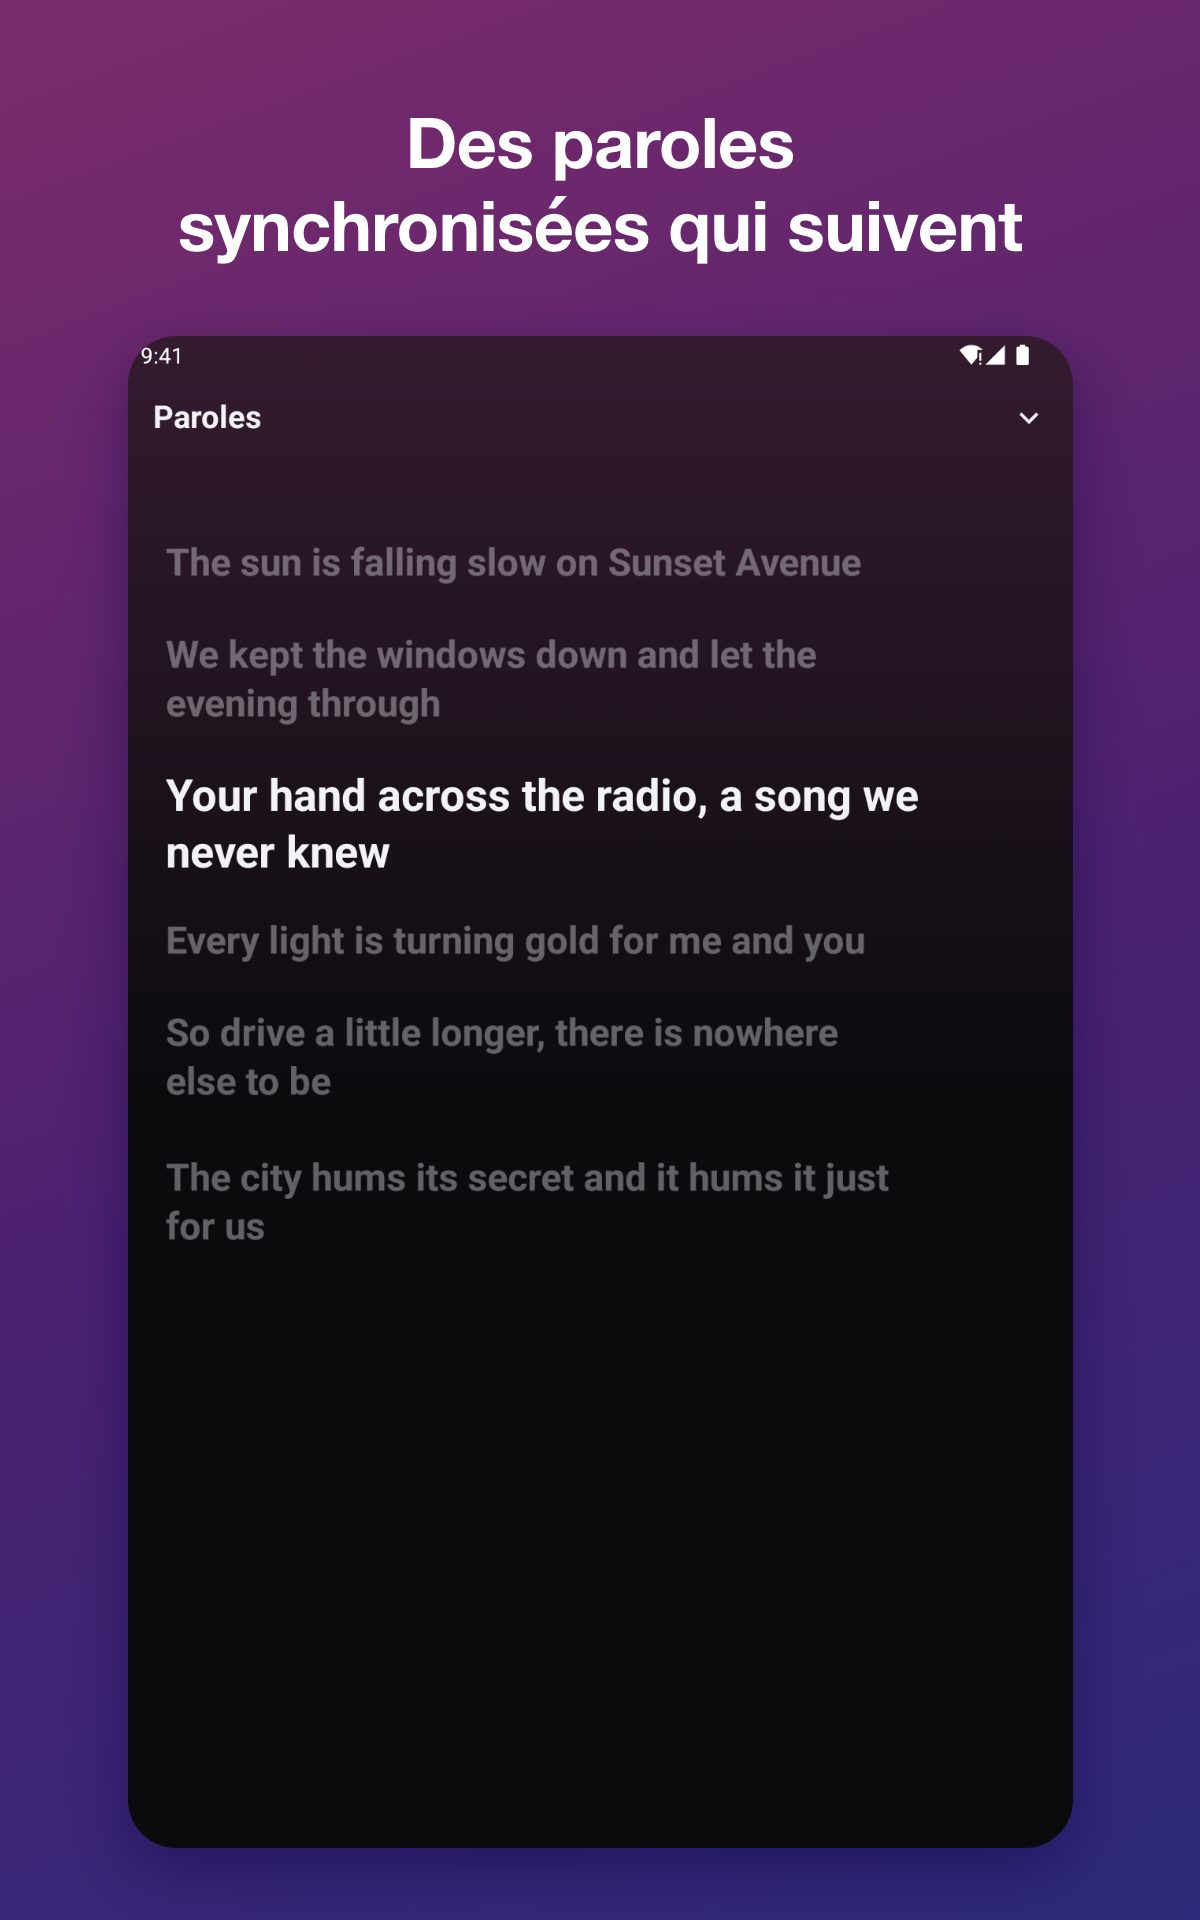 Des paroles
synchronisées qui suivent
9:41
Paroles
The sun is falling slow on Sunset Avenue
We kept the windows down and let the
evening through
Your hand across the radio, a song we
never knew
Every light is turning gold for me and you
So drive a little longer, there is nowhere
else to be
The city hums its secret and it hums it just
for us